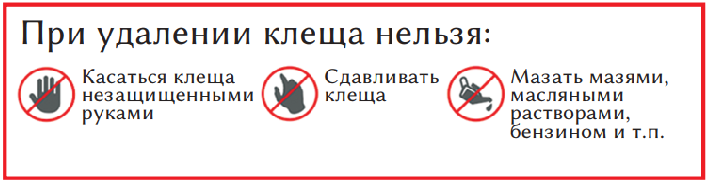 При удалении клеща нельзя:
Касаться клеща
незащищенными
руками
Сдавливать
клеща
Мазать мазями,
масляными
растворами,
бензином и т.п.